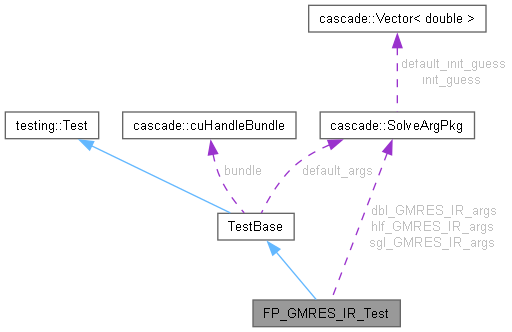 cascade::Vector< double >
default_init_guess
init_guess
testing::Test
cascade::cuHandleBundle
cascade::SolveArgPkg
bundle
default_args
dbl_GMRES_IR_args
hlf_GMRES_IR_args
sgl_GMRES_IR_args
TestBase
FP_GMRES_IR_Test